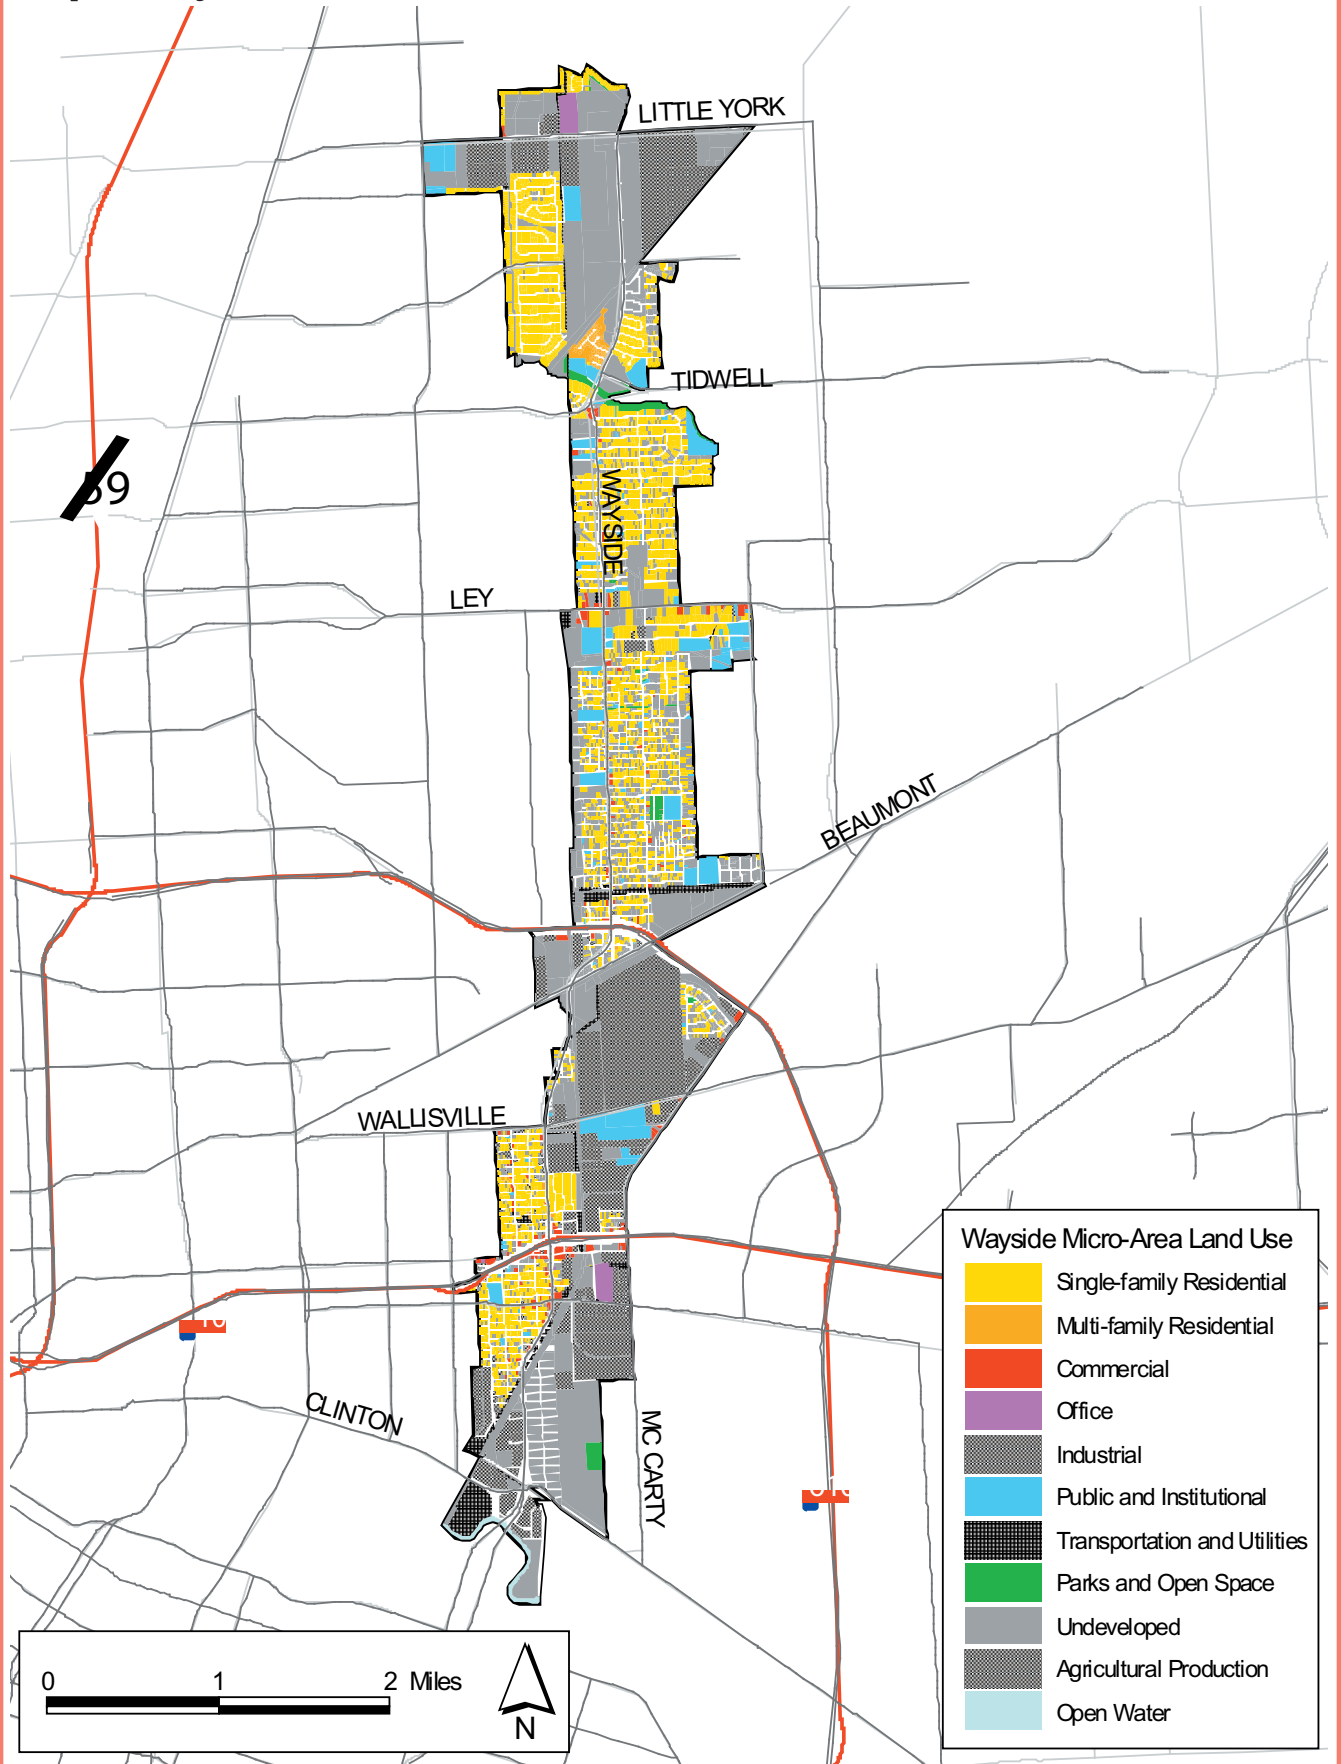 LITTLE YORK
TIDWELL
WAYSIDE
59
LEY
BEAUMONT
WALLISVILLE
CLINTON
MC CARTY
Wayside Micro-Area Land Use
Single-family Residential
Multi-family Residential
Commercial
Office
Industrial
Public and Institutional
Transportation and Utilities
Parks and Open Space
Undeveloped
Agricultural Production
Open Water
0 1 2 Miles
N